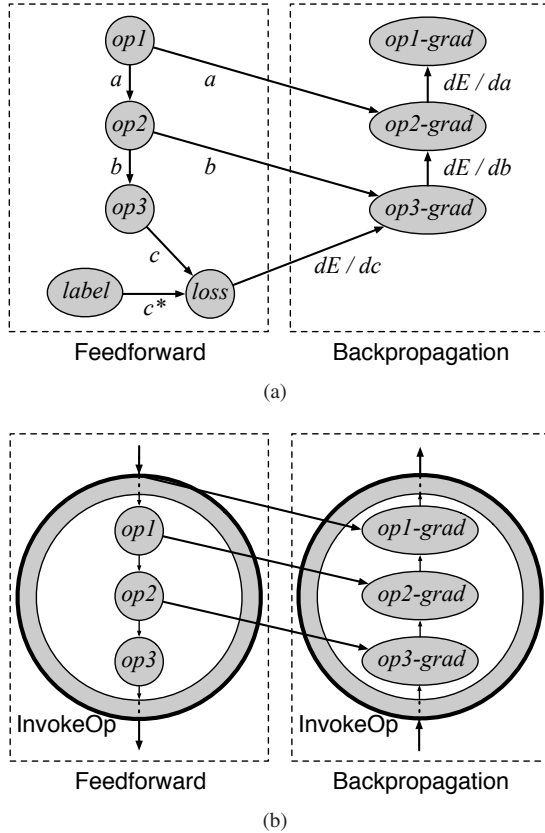 op1
op1-grad
a
a
dE / da
op2
op2-grad
b
b
dE / db
op3
op3-grad
c
dE / dc
label
c*
loss
Feedforward
Backpropagation
(a)
op1
op1-grad
op2
op2-grad
op3
op3-grad
InvokeOp
InvokeOp
Feedforward
Backpropagation
(b)